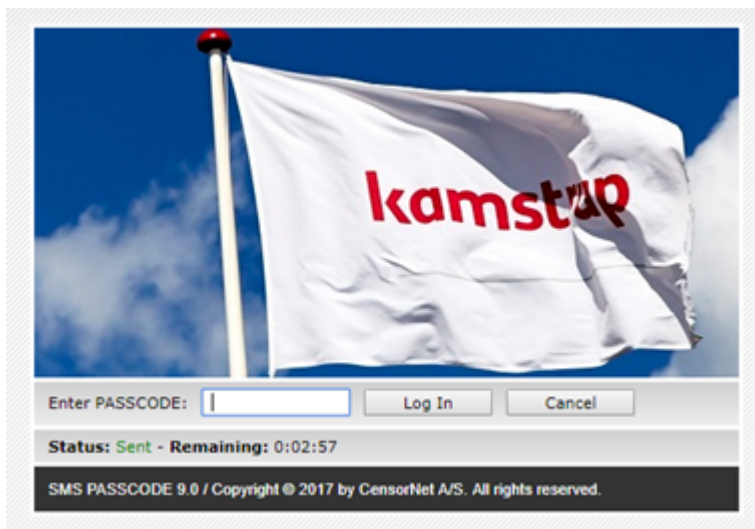 kamstrup
Enter PASSCODE: Log In Cancel
Status: Sent - Remaining: 0:02:57
SMS PASSCODE 9.0 / Copyright © 2017 by CensorNet A/S. All rights reserved.